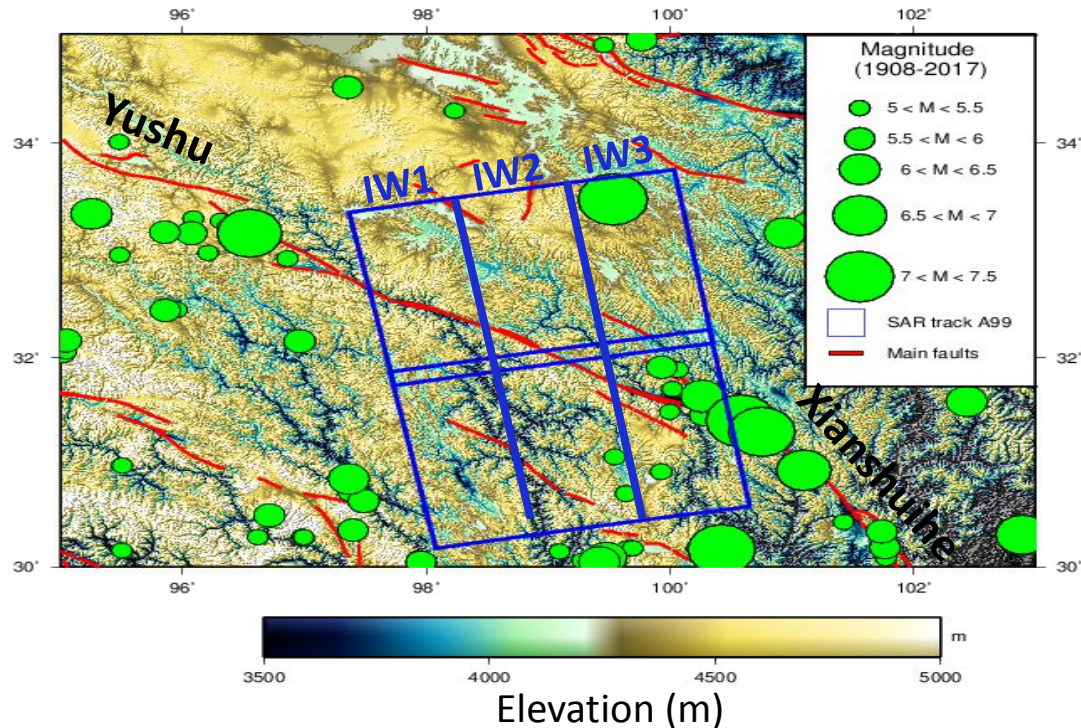 96˚ 98˚ 100˚ 102˚
Magnitude
(1908-2017)
5 < M < 5.5
5.5 < M < 6
6 < M < 6.5
6.5 < M < 7
7 < M < 7.5
SAR track A99
Main faults
Yushu
34˚ 34˚
IW1 IW2 IW3
32˚ 32˚
Xianshuihe
30˚ 30˚
96˚ 98˚ 100˚ 102˚
m
3500 4000 4500 5000
Elevation (m)